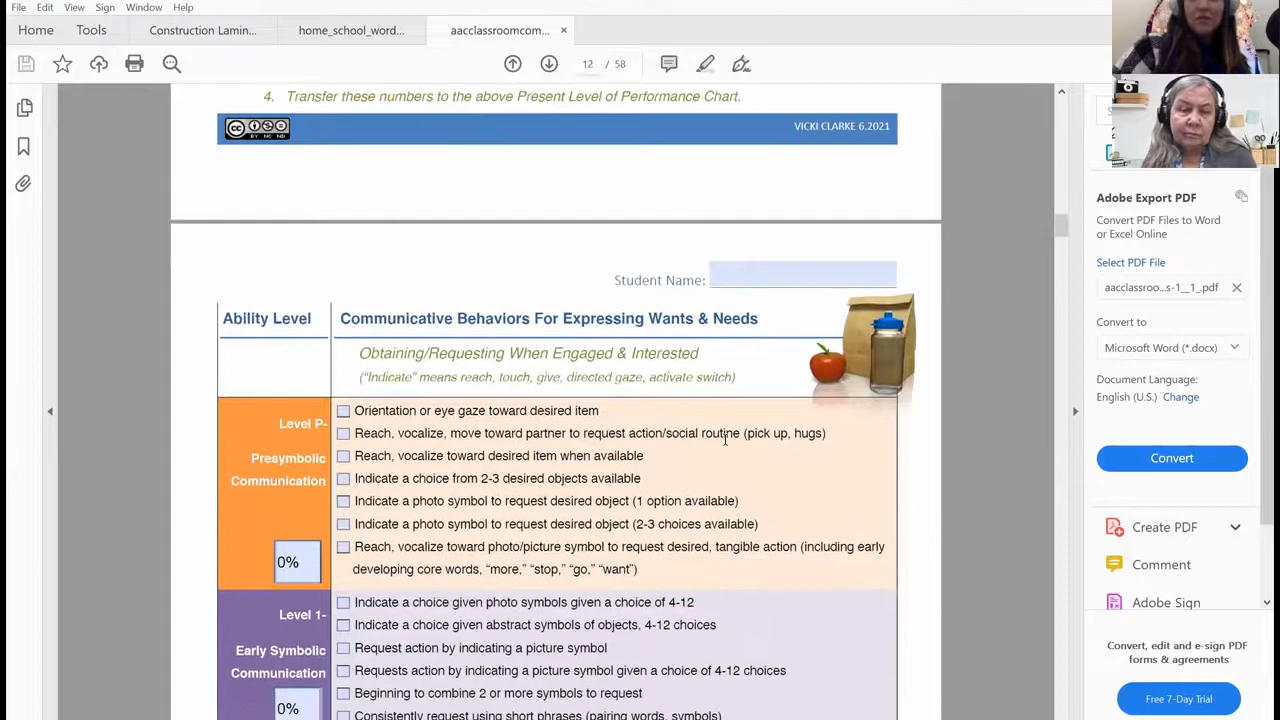 File Edit View Sign Window Help
Home Tools Construction Lamin... home_school_word... aacclassroomcom... ×
12 / 58
4. Transfer these numbers to the above Present Level of Performance Chart.
CC BY NC ND
VICKI CLARKE 6.2021
Student Name:
Ability Level
Communicative Behaviors For Expressing Wants & Needs
Obtaining/Requesting When Engaged & Interested
("Indicate" means reach, touch, give, directed gaze, activate switch)
Level P-
Presymbolic
Communication
0%
Orientation or eye gaze toward desired item
Reach, vocalize, move toward partner to request action/social routine (pick up, hugs)
Reach, vocalize toward desired item when available
Indicate a choice from 2-3 desired objects available
Indicate a photo symbol to request desired object (1 option available)
Indicate a photo symbol to request desired object (2-3 choices available)
Reach, vocalize toward photo/picture symbol to request desired, tangible action (including early
developing core words, "more," "stop," "go," "want")
Level 1-
Early Symbolic
Communication
0%
Indicate a choice given photo symbols given a choice of 4-12
Indicate a choice given abstract symbols of objects, 4-12 choices
Request action by indicating a picture symbol
Requests action by indicating a picture symbol given a choice of 4-12 choices
Beginning to combine 2 or more symbols to request
Consistently request using short phrases (pairing words, symbols)
Adobe Export PDF
Convert PDF Files to Word
or Excel Online
Select PDF File
aacclassroo...s-1__1_.pdf ×
Convert to
Microsoft Word (*.docx)
Document Language:
English (U.S.) Change
Convert
Create PDF
Comment
Adobe Sign
Convert, edit and e-sign PDF
forms & agreements
Free 7-Day Trial